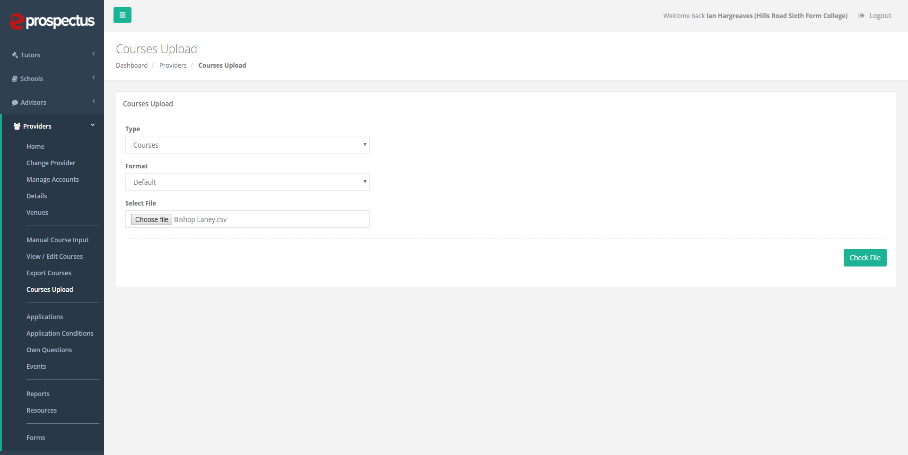 eprospectus
Welcome back Ian Hargreaves (Hills Road Sixth Form College)
Logout
Tutors
Schools
Advisors
Providers
Home
Change Provider
Manage Accounts
Details
Venues
Manual Course Input
View / Edit Courses
Export Courses
Courses Upload
Applications
Application Conditions
Own Questions
Events
Reports
Resources
Forms
Courses Upload
Dashboard / Providers / Courses Upload
Courses Upload
Type
Courses
Format
Default
Select File
Choose file Bishop Laney.csv
Check File